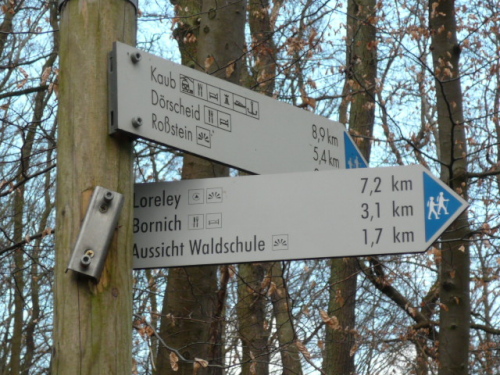 Kaub 8,9 km
Dörscheid 5,4 km
Roßstein
Loreley 7,2 km
Bornich 3,1 km
Aussicht Waldschule 1,7 km